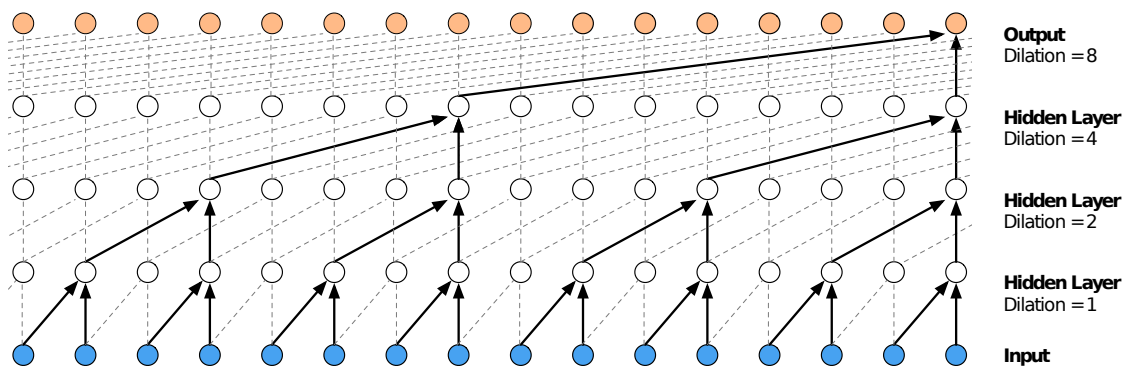 Output
Dilation = 8
Hidden Layer
Dilation = 4
Hidden Layer
Dilation = 2
Hidden Layer
Dilation = 1
Input